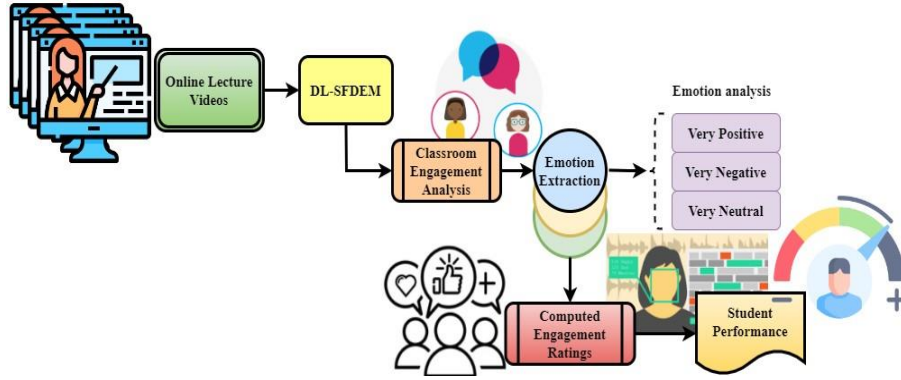 Online Lecture
Videos
DL-SFDEM
Classroom
Engagement
Analysis
Emotion
Extraction
Emotion analysis
Very Positive
Very Negative
Very Neutral
Computed
Engagement
Ratings
Student
Performance